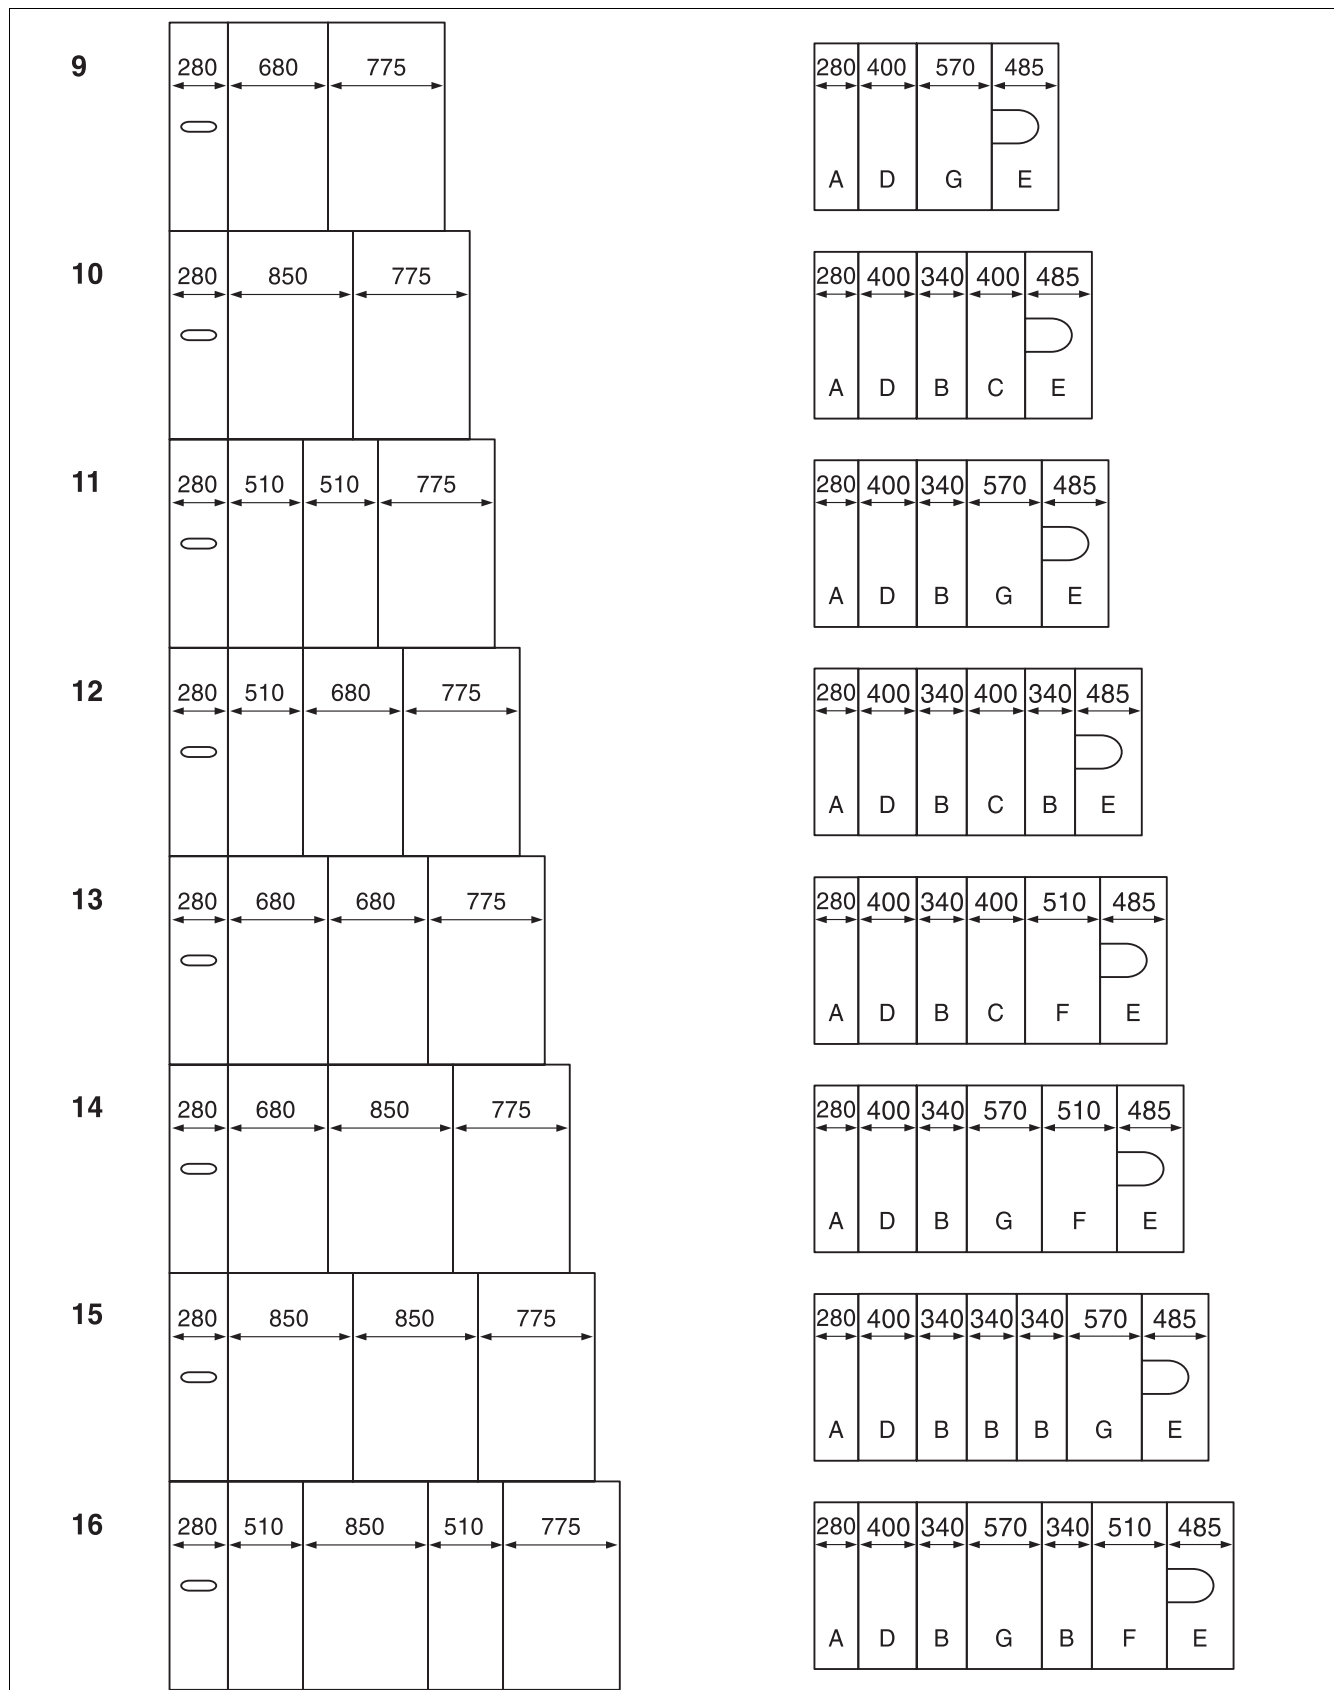 9 280 680 775 280 400 570 485
A D G E
10 280 850 775 280 400 340 400 485
A D B C E
11 280 510 510 775 280 400 340 570 485
A D B G E
12 280 510 680 775 280 400 340 400 340 485
A D B C B E
13 280 680 680 775 280 400 340 400 510 485
A D B C F E
14 280 680 850 775 280 400 340 570 510 485
A D B G F E
15 280 850 850 775 280 400 340 340 340 570 485
A D B B B G E
16 280 510 850 510 775 280 400 340 570 340 510 485
A D B G B F E